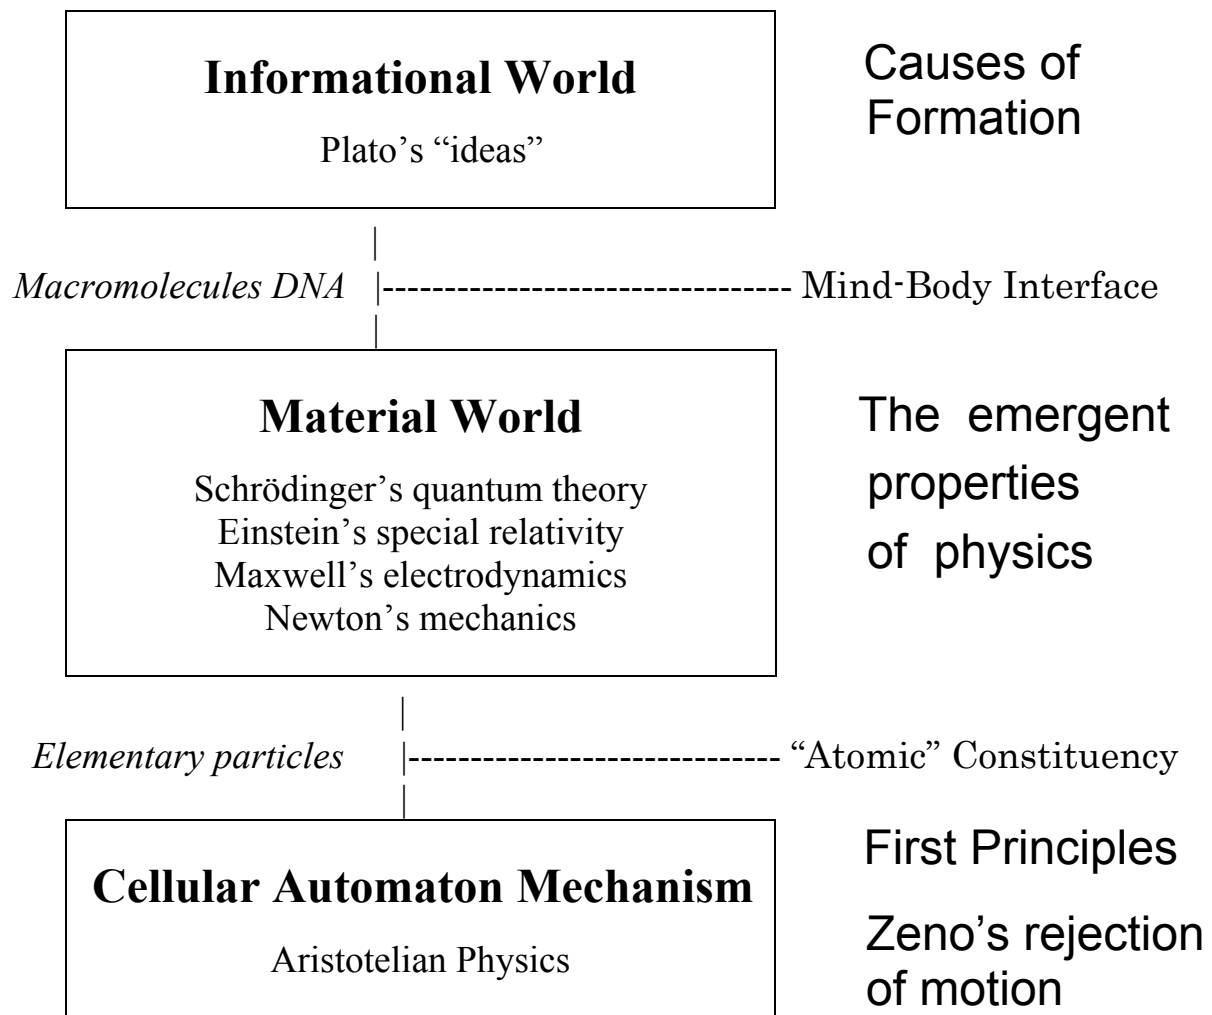 Informational World
Plato’s “ideas”
Causes of
Formation
Macromolecules DNA
Mind-Body Interface
Material World
Schrödinger’s quantum theory
Einstein’s special relativity
Maxwell’s electrodynamics
Newton’s mechanics
The emergent
properties
of physics
Elementary particles
“Atomic” Constituency
Cellular Automaton Mechanism
Aristotelian Physics
First Principles
Zeno’s rejection
of motion